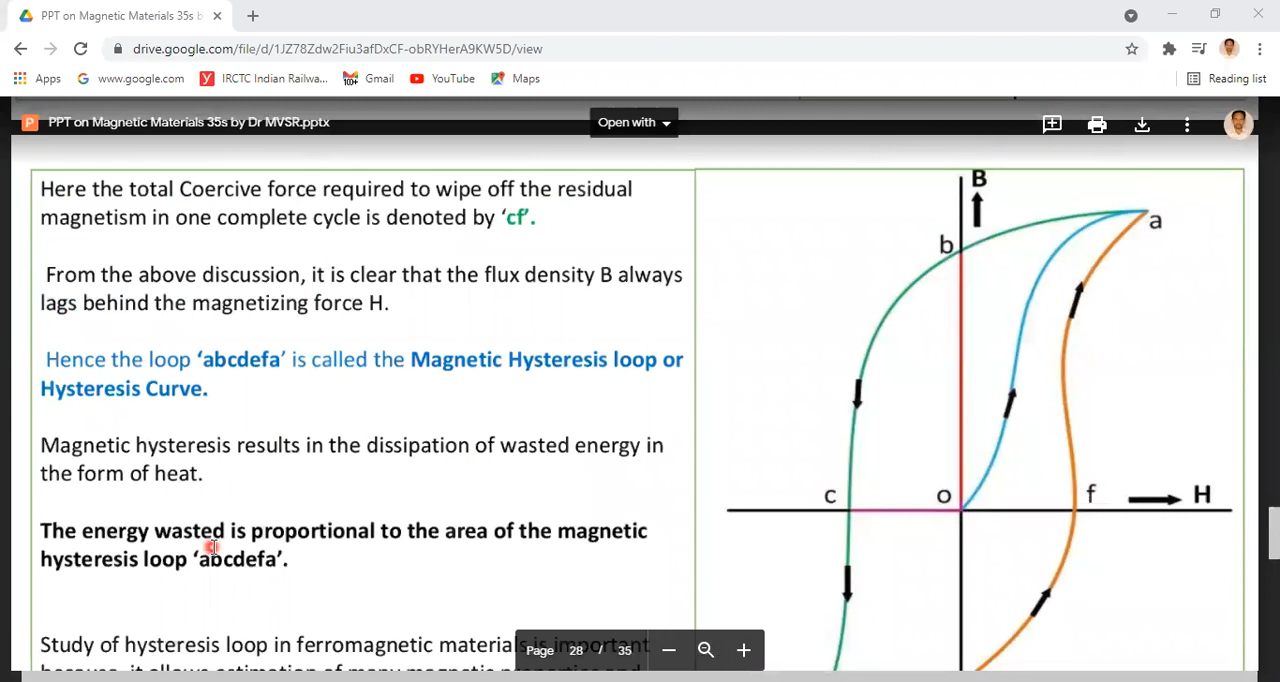 PPT on Magnetic Materials 35s b
drive.google.com/file/d/1JZ78Zdw2Fiu3afDxCF-obRYHerA9KW5D/view
Apps www.google.com IRCTC Indian Railwa... 100+ Gmail YouTube Maps Reading list
P PPT on Magnetic Materials 35s by Dr MVSR.pptx Open with
Here the total Coercive force required to wipe off the residual
magnetism in one complete cycle is denoted by ‘cf’.
From the above discussion, it is clear that the flux density B always
lags behind the magnetizing force H.
Hence the loop ‘abcdefa’ is called the Magnetic Hysteresis loop or
Hysteresis Curve.
Magnetic hysteresis results in the dissipation of wasted energy in
the form of heat.
The energy wasted is proportional to the area of the magnetic
hysteresis loop ‘abcdefa’.
Study of hysteresis loop in ferromagnetic materials is important
B
a
b
c
o
f
H
Page 28 / 35